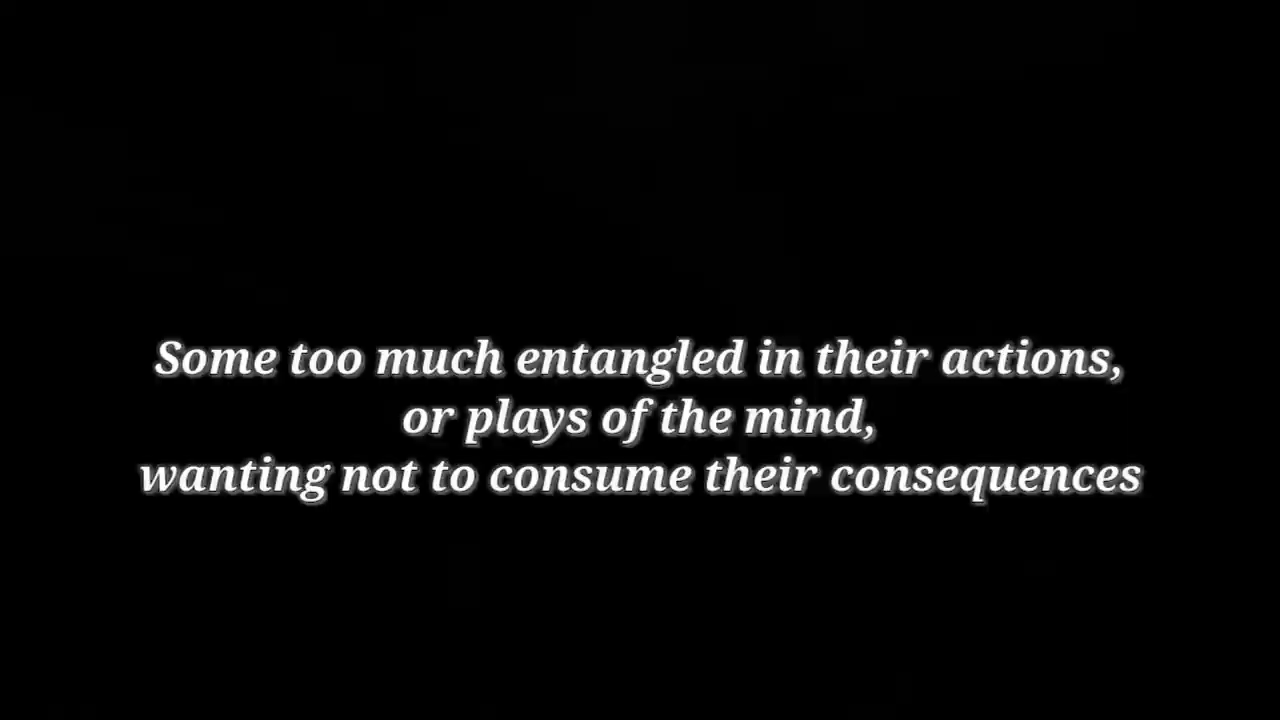 Some too much entangled in their actions,
or plays of the mind,
wanting not to consume their consequences